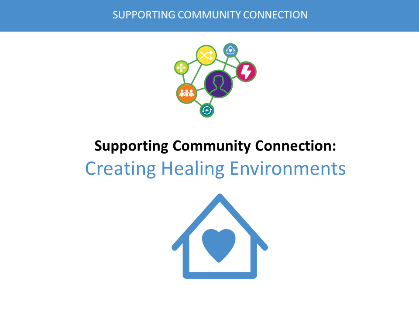 SUPPORTING COMMUNITY CONNECTION
Supporting Community Connection:
Creating Healing Environments